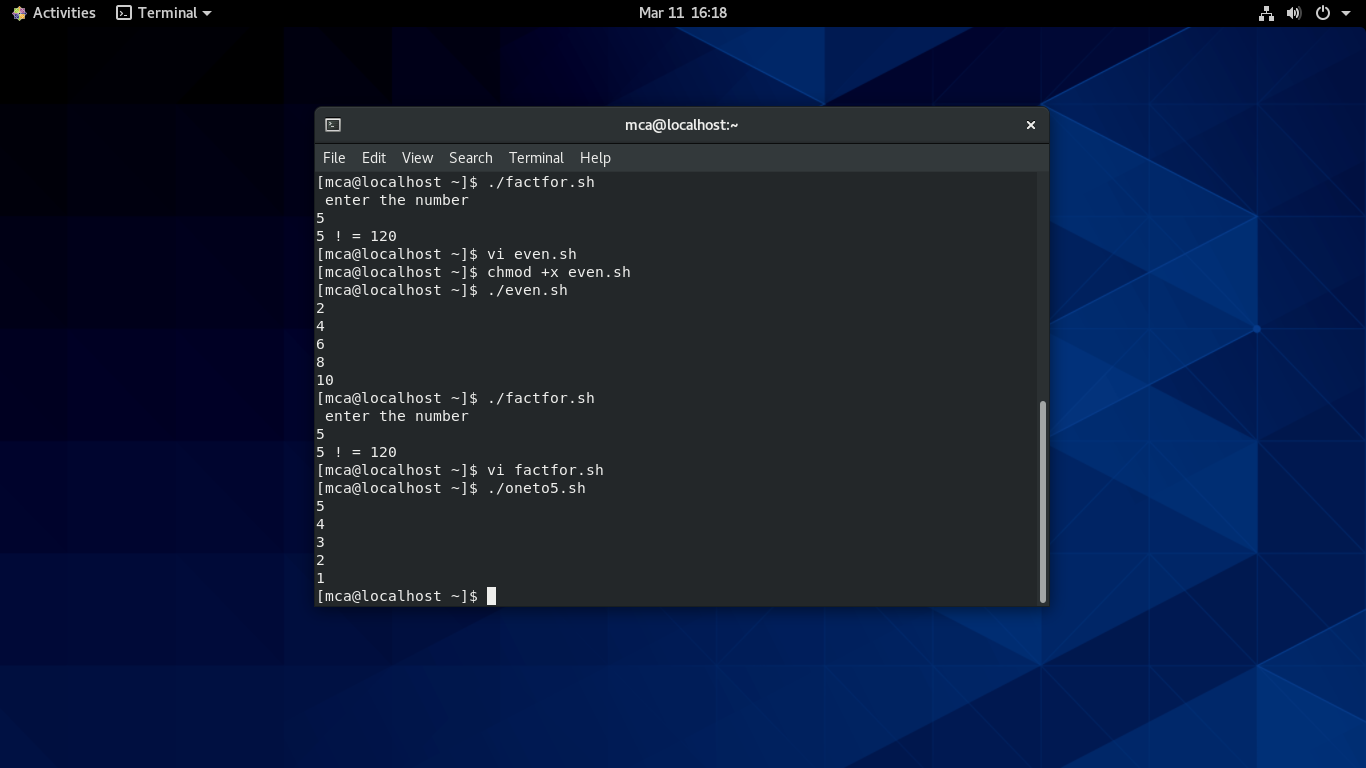 Activities Terminal Mar 11 16:18
mca@localhost:~
File Edit View Search Terminal Help
[mca@localhost ~]$ ./factfor.sh
 enter the number
5
5 ! = 120
[mca@localhost ~]$ vi even.sh
[mca@localhost ~]$ chmod +x even.sh
[mca@localhost ~]$ ./even.sh
2
4
6
8
10
[mca@localhost ~]$ ./factfor.sh
 enter the number
5
5 ! = 120
[mca@localhost ~]$ vi factfor.sh
[mca@localhost ~]$ ./oneto5.sh
5
4
3
2
1
[mca@localhost ~]$